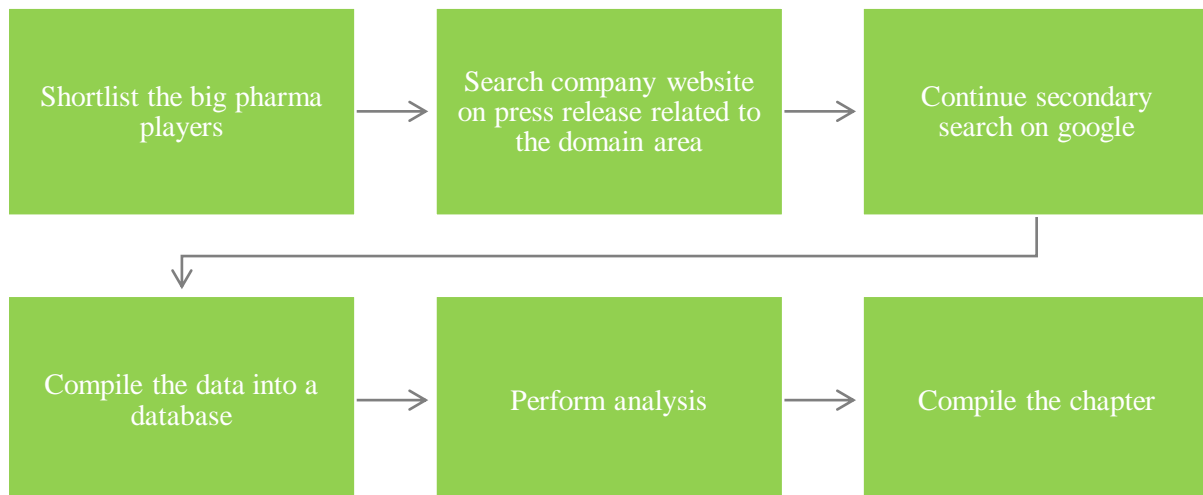 Shortlist the big pharma
players
Search company website
on press release related to
the domain area
Continue secondary
search on google
Compile the data into a
database
Perform analysis
Compile the chapter